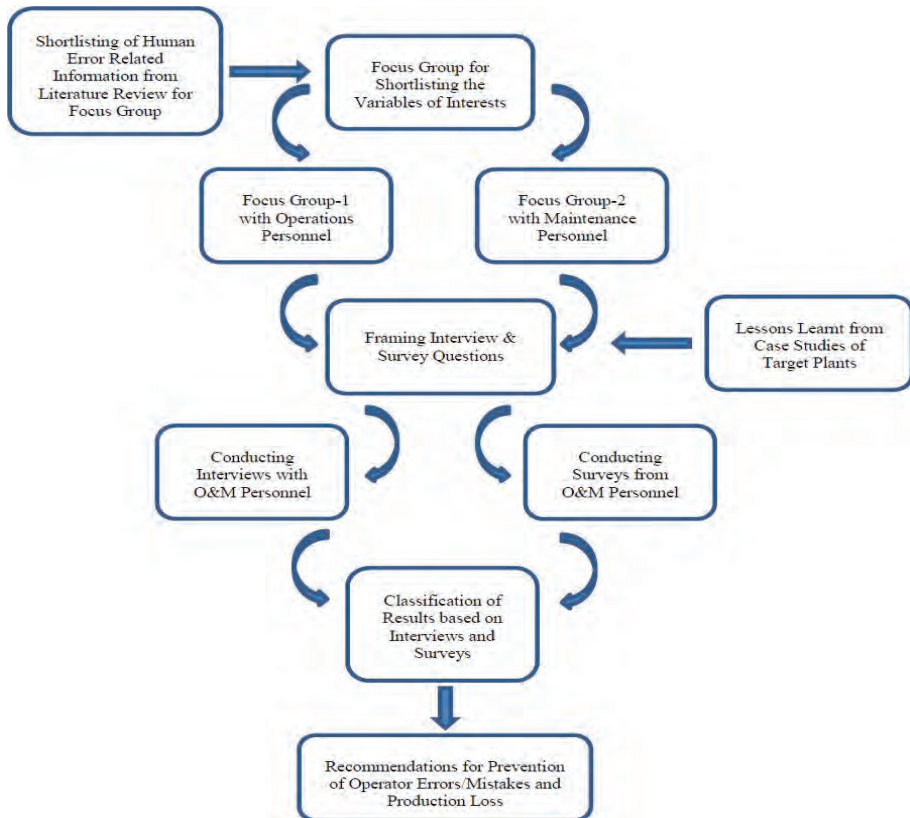 Shortlisting of Human
Error Related
Information from
Literature Review for
Focus Group
Focus Group for
Shortlisting the
Variables of Interests
Focus Group-1
with Operations
Personnel
Focus Group-2
with Maintenance
Personnel
Framing Interview &
Survey Questions
Lessons Learnt from
Case Studies of
Target Plants
Conducting
Interviews with
O&M Personnel
Conducting
Surveys from
O&M Personnel
Classification of
Results based on
Interviews and
Surveys
Recommendations for Prevention
of Operator Errors/Mistakes and
Production Loss